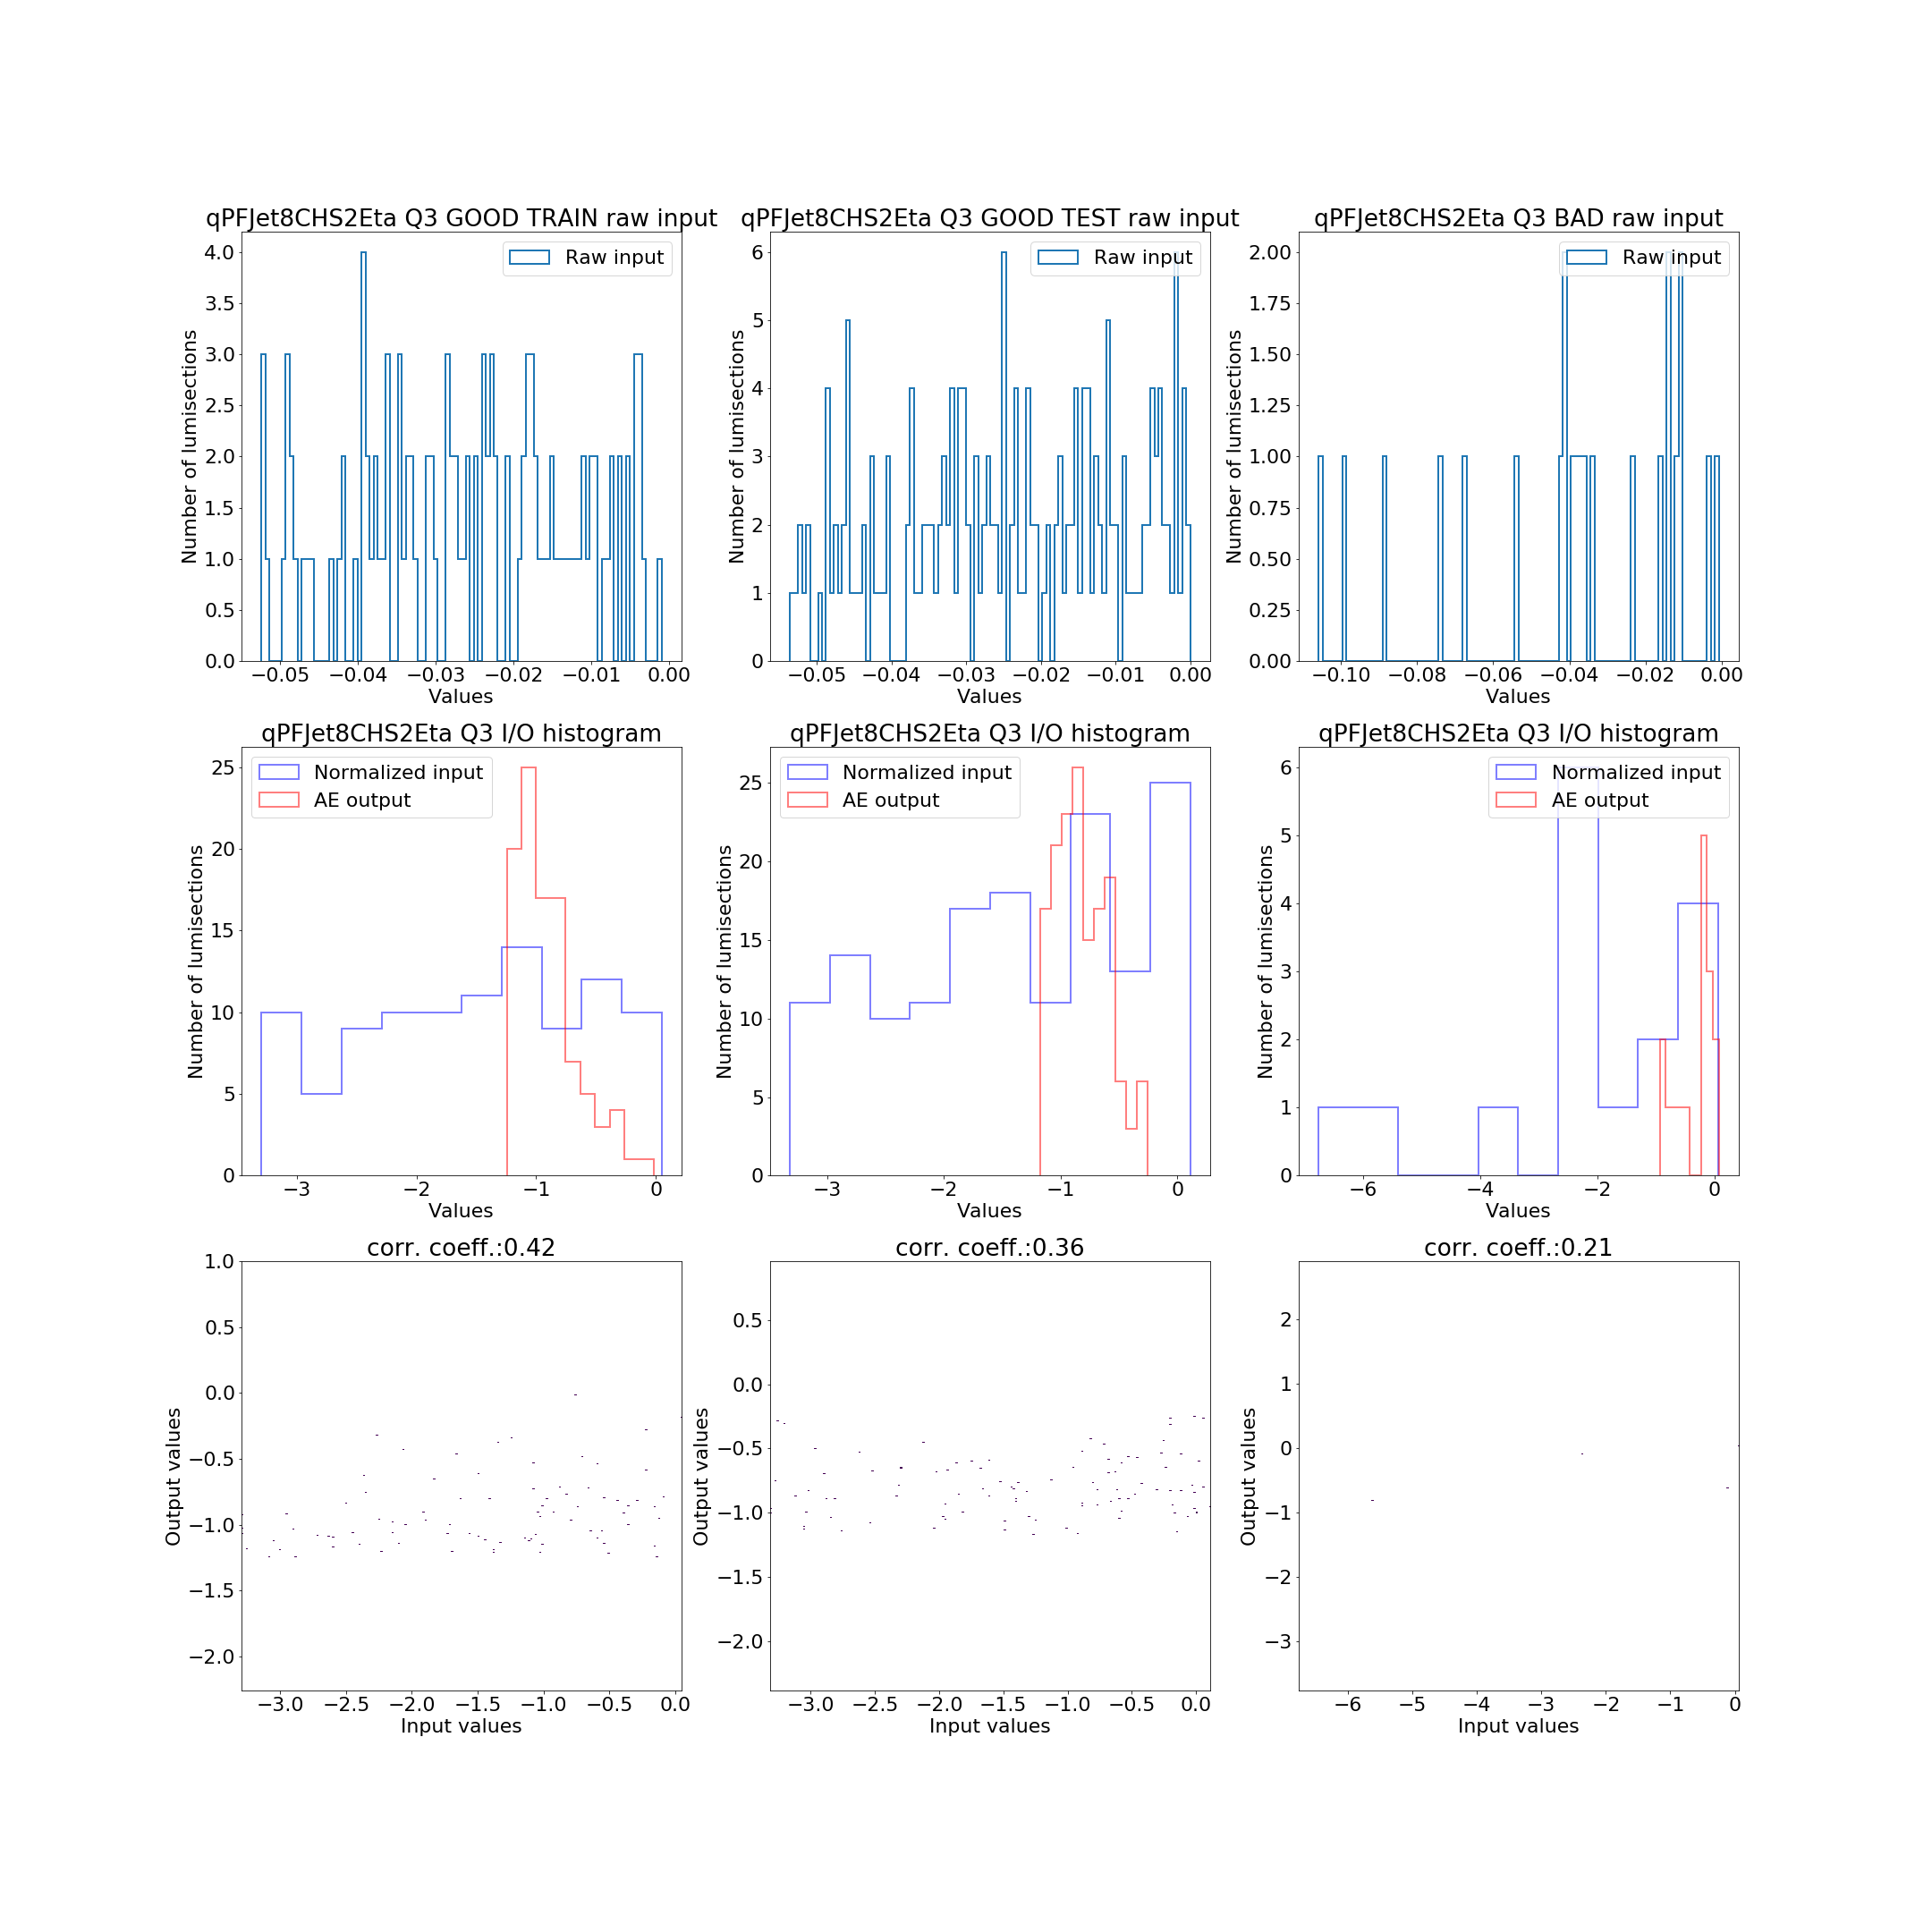 qPFJet8CHS2Eta Q3 GOOD TRAIN raw input
Raw input
4.0
3.5
3.0
2.5
2.0
1.5
1.0
0.5
0.0
Number of lumisections
−0.05 −0.04 −0.03 −0.02 −0.01 0.00
Values
qPFJet8CHS2Eta Q3 GOOD TEST raw input
Raw input
6
5
4
3
2
1
0
Number of lumisections
−0.05 −0.04 −0.03 −0.02 −0.01 0.00
Values
qPFJet8CHS2Eta Q3 BAD raw input
Raw input
2.00
1.75
1.50
1.25
1.00
0.75
0.50
0.25
0.00
Number of lumisections
−0.10 −0.08 −0.06 −0.04 −0.02 0.00
Values
qPFJet8CHS2Eta Q3 I/O histogram
Normalized input
AE output
25
20
15
10
5
0
Number of lumisections
−3 −2 −1 0
Values
qPFJet8CHS2Eta Q3 I/O histogram
Normalized input
AE output
25
20
15
10
5
0
Number of lumisections
−3 −2 −1 0
Values
qPFJet8CHS2Eta Q3 I/O histogram
Normalized input
AE output
6
5
4
3
2
1
0
Number of lumisections
−6 −4 −2 0
Values
corr. coeff.:0.42
1.0
0.5
0.0
−0.5
−1.0
−1.5
−2.0
Output values
−3.0 −2.5 −2.0 −1.5 −1.0 −0.5 0.0
Input values
corr. coeff.:0.36
0.5
0.0
−0.5
−1.0
−1.5
−2.0
Output values
−3.0 −2.5 −2.0 −1.5 −1.0 −0.5 0.0
Input values
corr. coeff.:0.21
2
1
0
−1
−2
−3
Output values
−6 −5 −4 −3 −2 −1 0
Input values